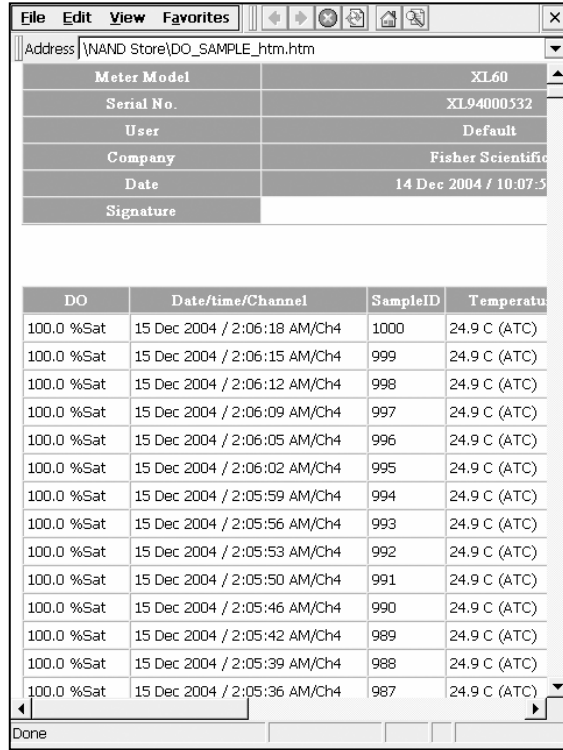 File Edit View Favorites
Address \NAND Store\DO_SAMPLE_htm.htm
Meter Model XL60
Serial No. XL94000532
User Default
Company Fisher Scientific
Date 14 Dec 2004 / 10:07:5
Signature
DO Date/time/Channel SampleID Temperatu
100.0 %Sat 15 Dec 2004 / 2:06:18 AM/Ch4 1000 24.9 C (ATC)
100.0 %Sat 15 Dec 2004 / 2:06:15 AM/Ch4 999 24.9 C (ATC)
100.0 %Sat 15 Dec 2004 / 2:06:12 AM/Ch4 998 24.9 C (ATC)
100.0 %Sat 15 Dec 2004 / 2:06:09 AM/Ch4 997 24.9 C (ATC)
100.0 %Sat 15 Dec 2004 / 2:06:05 AM/Ch4 996 24.9 C (ATC)
100.0 %Sat 15 Dec 2004 / 2:06:02 AM/Ch4 995 24.9 C (ATC)
100.0 %Sat 15 Dec 2004 / 2:05:59 AM/Ch4 994 24.9 C (ATC)
100.0 %Sat 15 Dec 2004 / 2:05:56 AM/Ch4 993 24.9 C (ATC)
100.0 %Sat 15 Dec 2004 / 2:05:53 AM/Ch4 992 24.9 C (ATC)
100.0 %Sat 15 Dec 2004 / 2:05:50 AM/Ch4 991 24.9 C (ATC)
100.0 %Sat 15 Dec 2004 / 2:05:46 AM/Ch4 990 24.9 C (ATC)
100.0 %Sat 15 Dec 2004 / 2:05:42 AM/Ch4 989 24.9 C (ATC)
100.0 %Sat 15 Dec 2004 / 2:05:39 AM/Ch4 988 24.9 C (ATC)
100.0 %Sat 15 Dec 2004 / 2:05:36 AM/Ch4 987 24.9 C (ATC)
Done